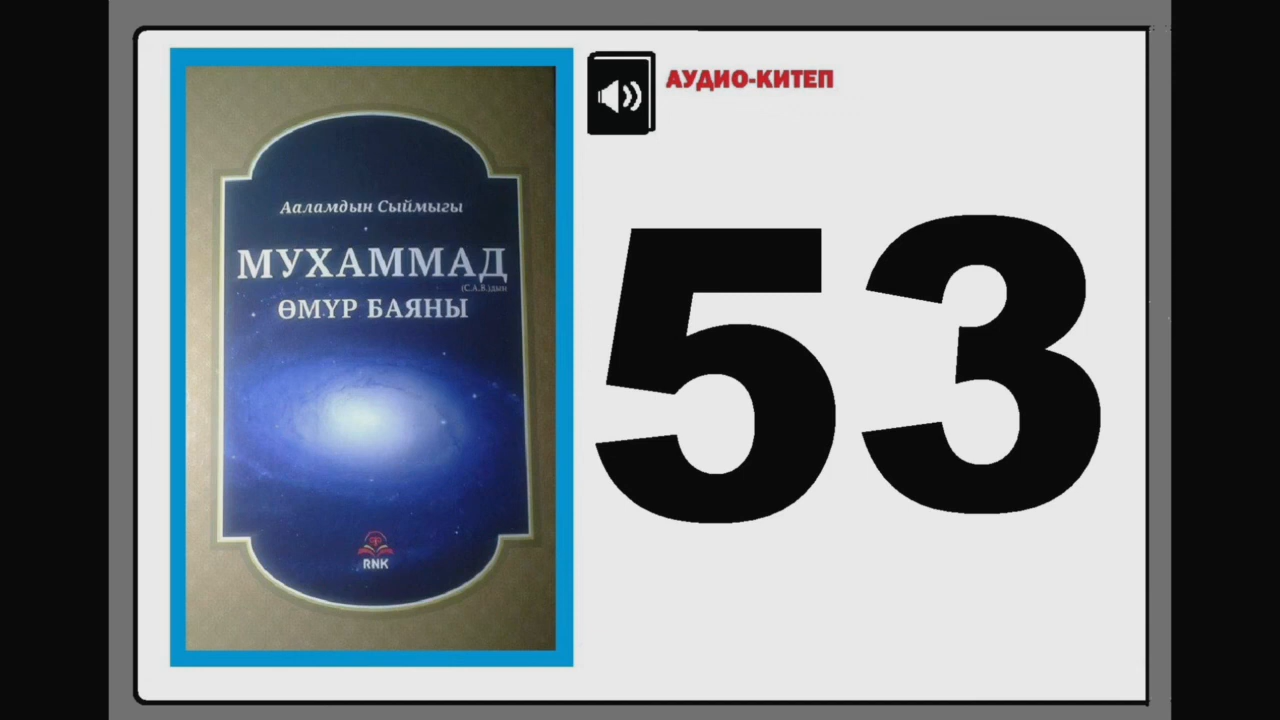 АУДИО-КИТЕП
Ааламдын Сыймыгы
МУХАММАД
(С.А.В.)дын
ӨМҮР БАЯНЫ
RNK
53